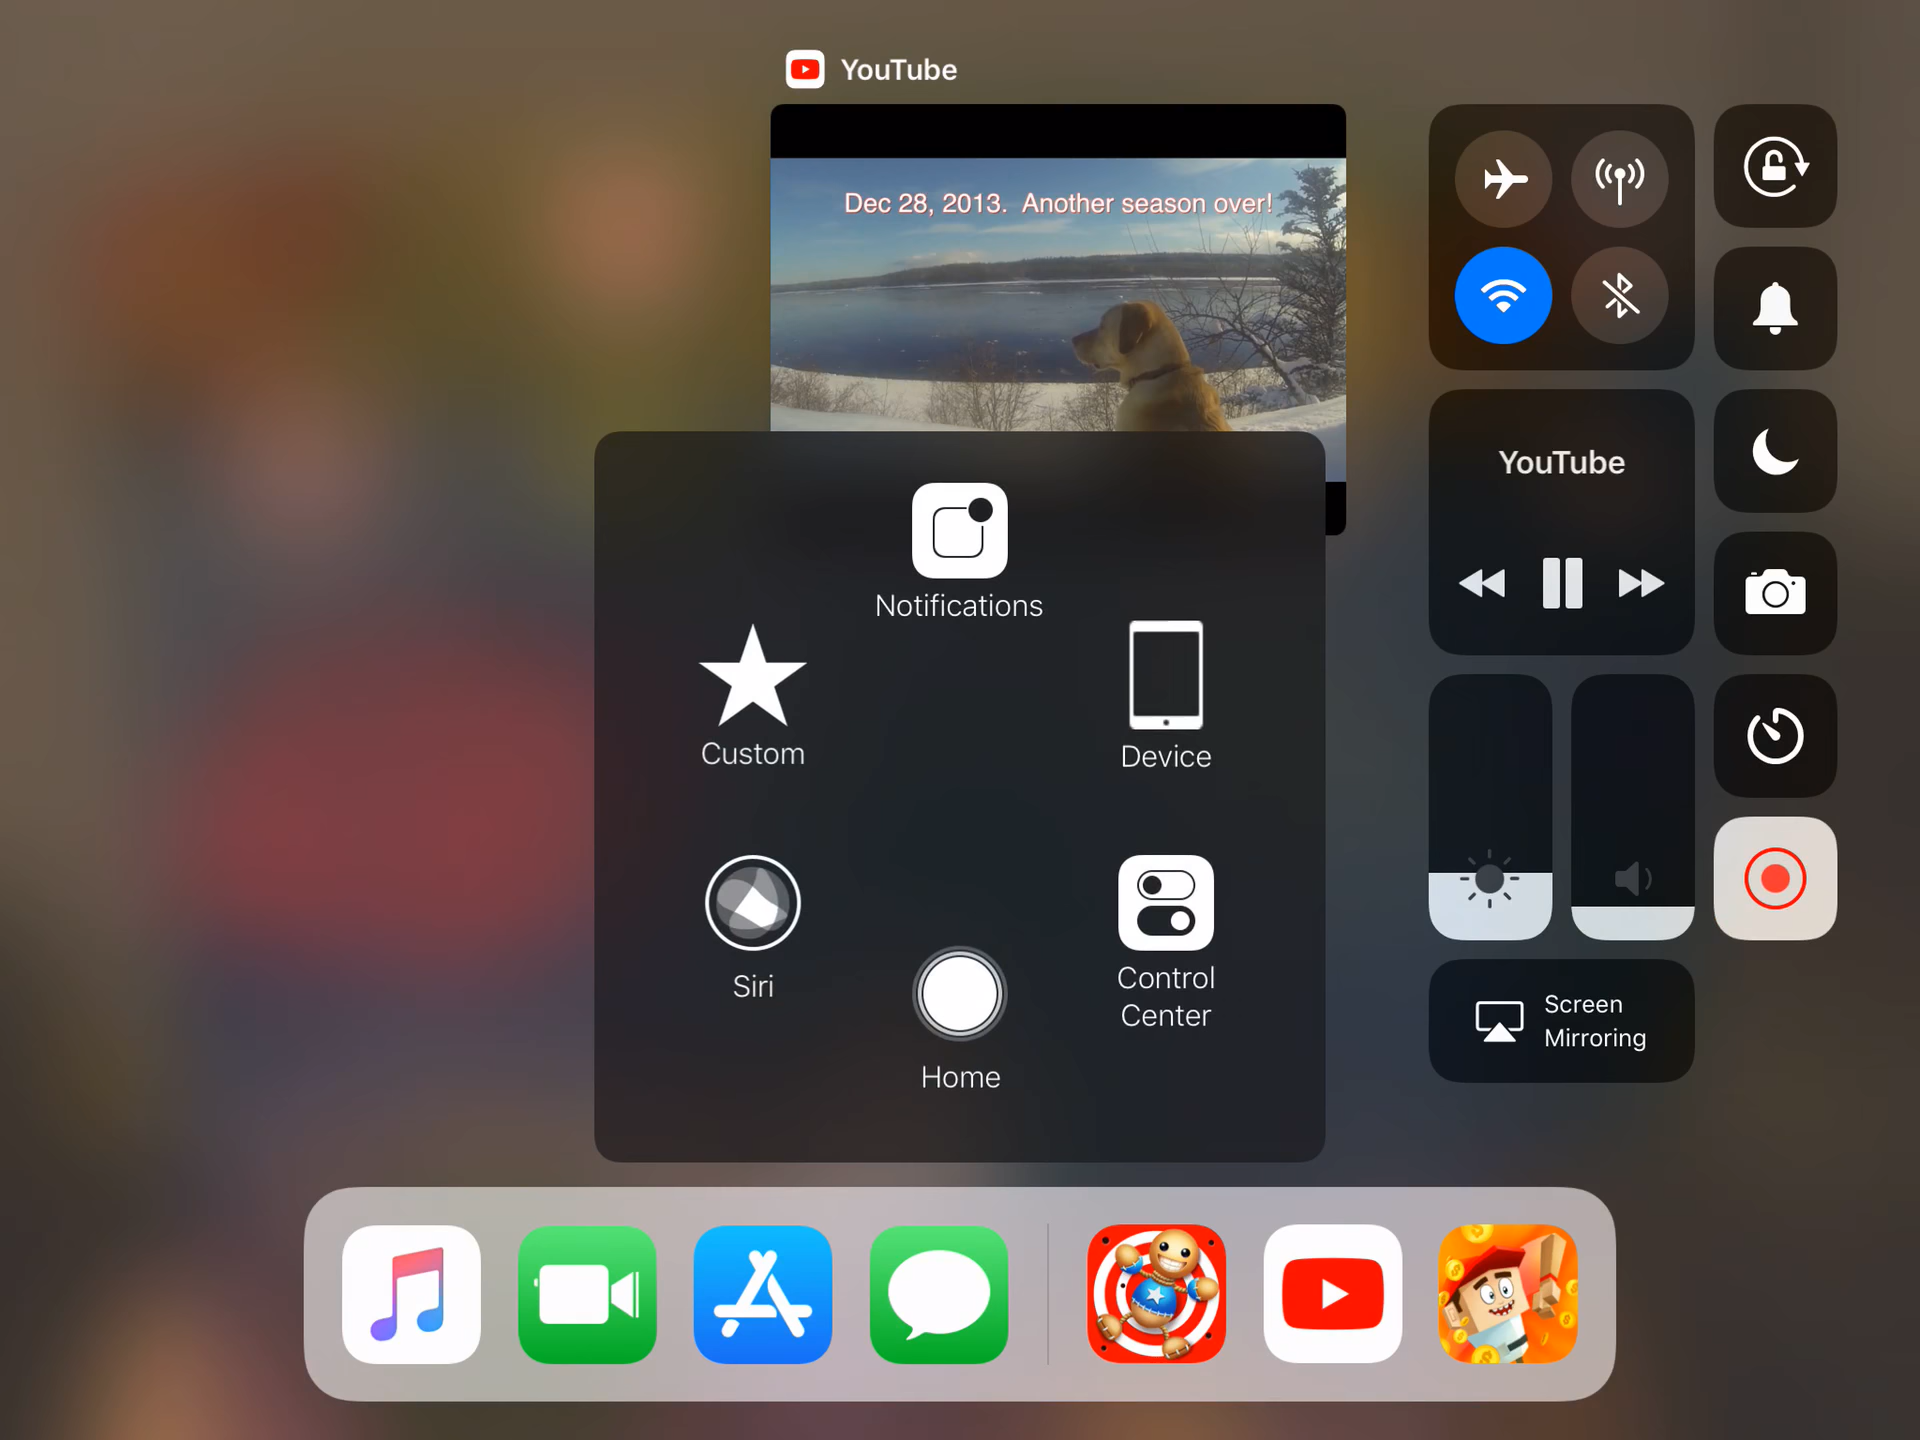 YouTube
Dec 28, 2013.  Another season over!
YouTube
Notifications
Custom
Device
Siri
Control
Center
Home
Screen
Mirroring